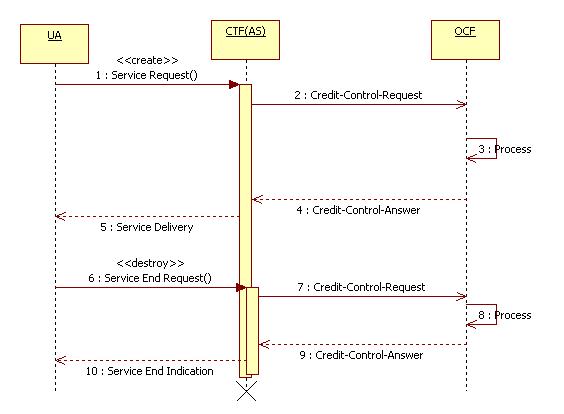 UA
CTF(AS)
OCF
<<create>>
1 : Service Request()
2 : Credit-Control-Request
3 : Process
4 : Credit-Control-Answer
5 : Service Delivery
<<destroy>>
6 : Service End Request()
7 : Credit-Control-Request
8 : Process
9 : Credit-Control-Answer
10 : Service End Indication